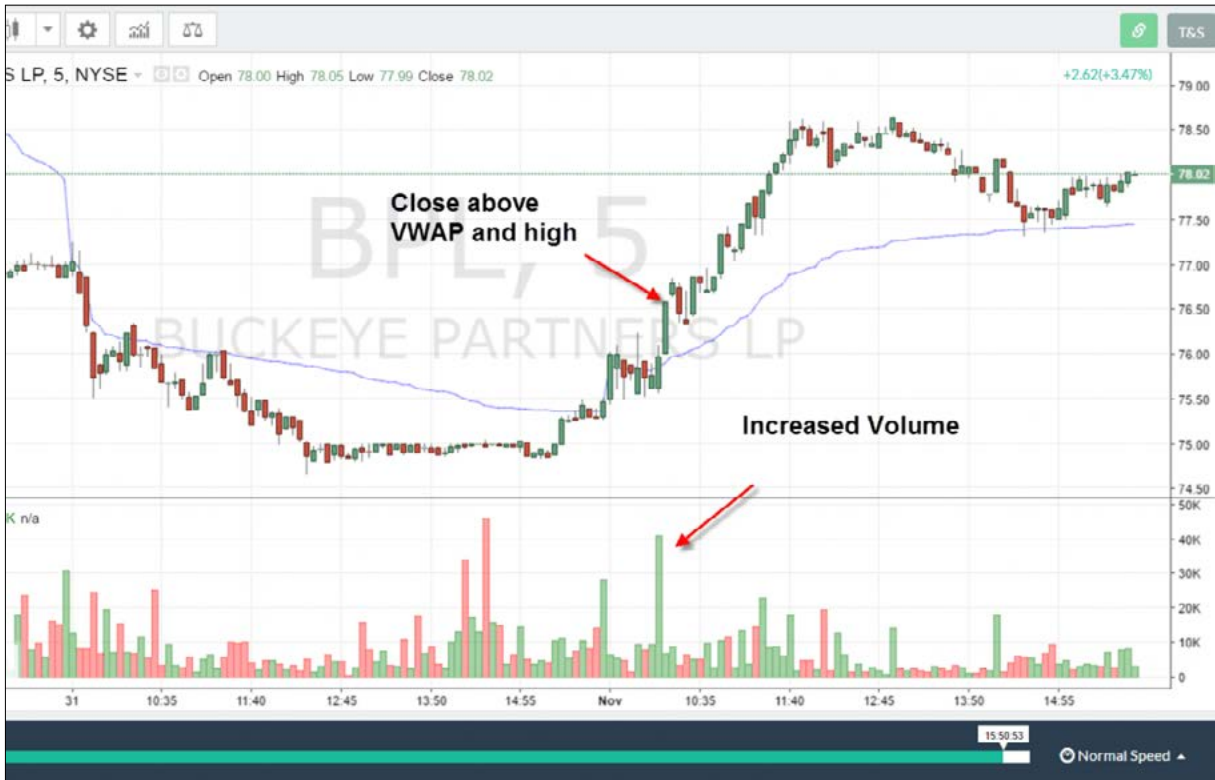 T&S
S LP, 5, NYSE Open 78.00 High 78.05 Low 77.99 Close 78.02
+2.62(+3.47%)
79.00
78.50
78.02
77.50
77.00
76.50
76.00
75.50
75.00
74.50
Close above
VWAP and high
BPL, 5
BUCKEYE PARTNERS LP
Increased Volume
K n/a
50K
40K
30K
20K
10K
0
31 10:35 11:40 12:45 13:50 14:55 Nov 10:35 11:40 12:45 13:50 14:55
15:50:53
Normal Speed